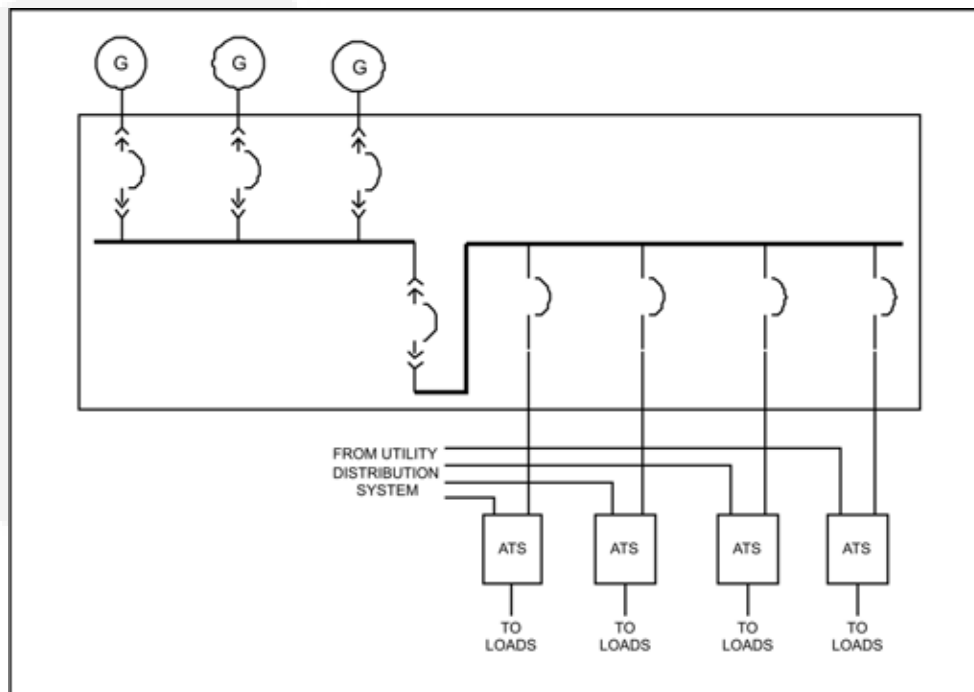 G
G
G
FROM UTILITY
DISTRIBUTION
SYSTEM
ATS
ATS
ATS
ATS
TO
LOADS
TO
LOADS
TO
LOADS
TO
LOADS